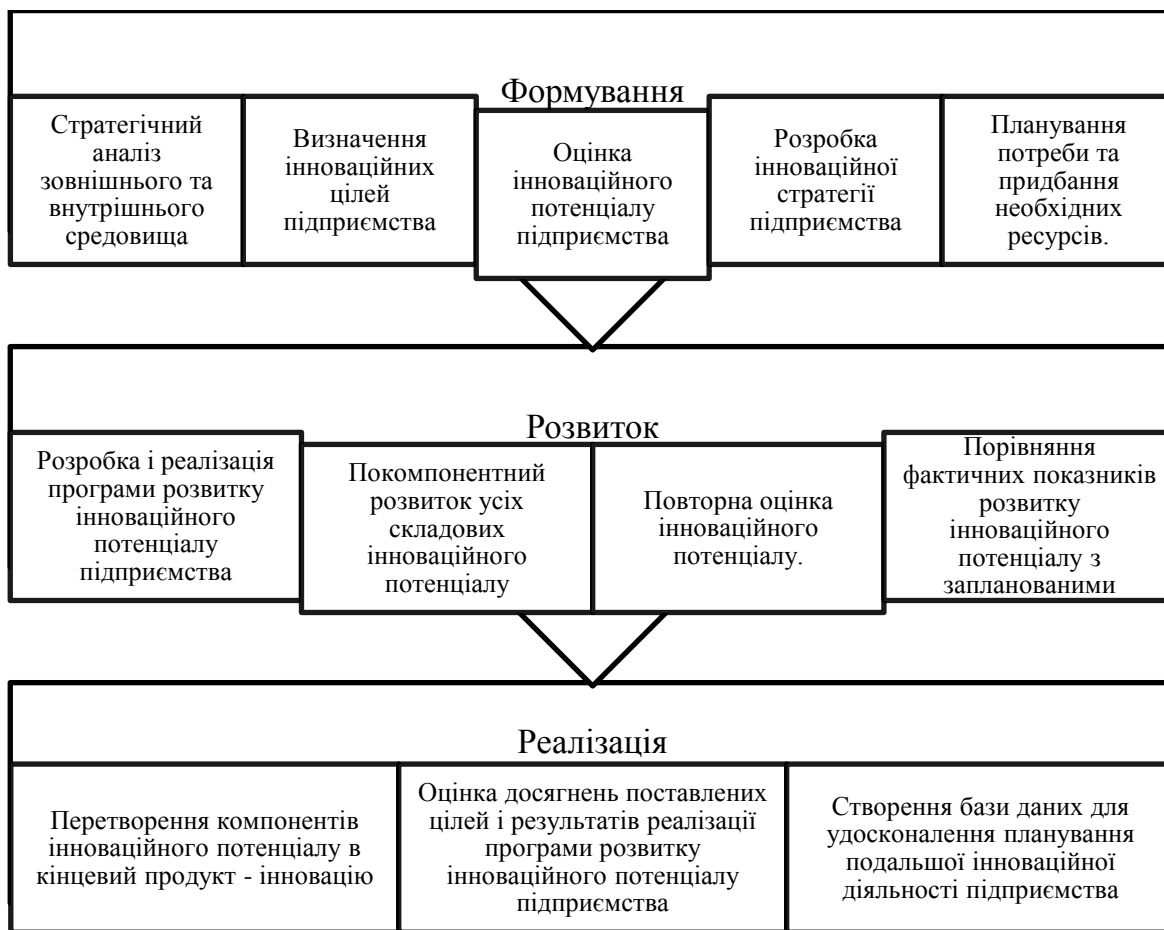 Формування
Стратегічний
аналіз
зовнішнього та
внутрішнього
средовища
Визначення
інноваційних
цілей
підприємства
Оцінка
інноваційного
потенціалу
підприємства
Розробка
інноваційної
стратегії
підприємства
Планування
потреби та
придбання
необхідних
ресурсів.
Розвиток
Розробка і реалізація
програми розвитку
інноваційного
потенціалу
підприємства
Покомпонентний
розвиток усіх
складових
інноваційного
потенціалу
Повторна оцінка
інноваційного
потенціалу.
Порівняння
фактичних показників
розвитку
інноваційного
потенціалу з
запланованими
Реалізація
Перетворення компонентів
інноваційного потенціалу в
кінцевий продукт - інновацію
Оцінка досягнень поставлених
цілей і результатів реалізації
програми розвитку
інноваційного потенціалу
підприємства
Створення бази даних для
удосконалення планування
подальшої інноваційної
діяльності підприємства